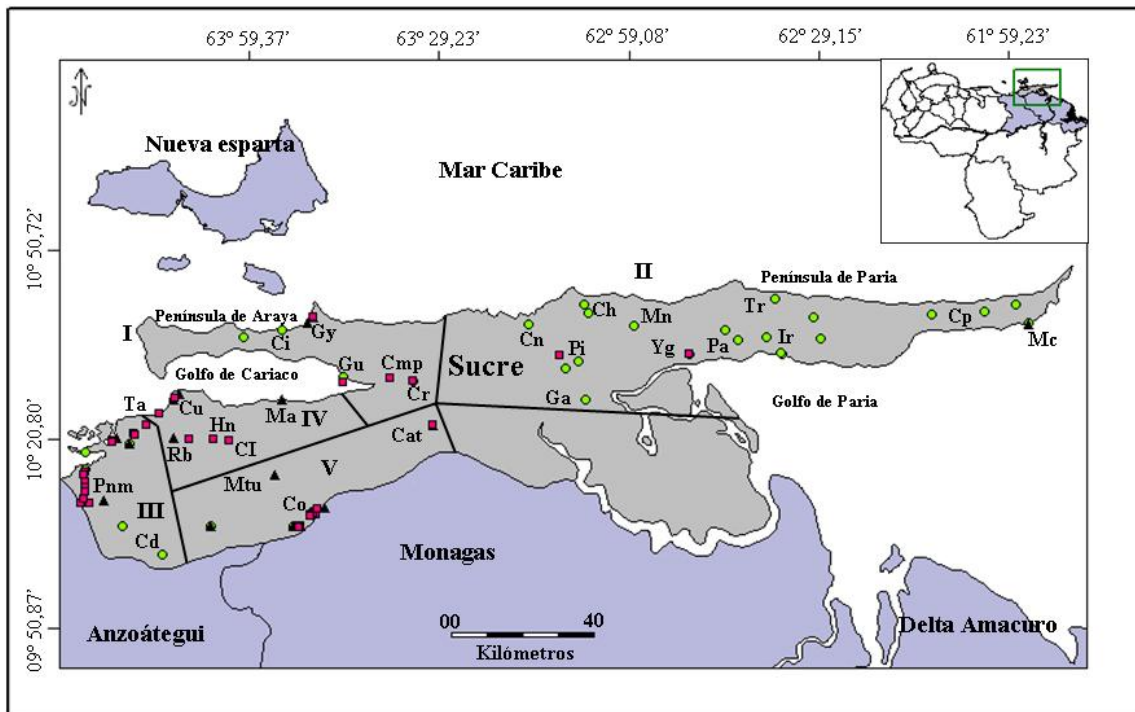 63° 59,37' 63° 29,23' 62° 59,08' 62° 29,15' 61° 59,23'
N
Nueva esparta
Mar Caribe
10° 50,72'
II
Península de Paria
I
Península de Araya
Ci
Gy
Ch
Tr
Mn
Cn
Cp
Mc
Pi
Yg
Pa
Ir
Golfo de Cariaco
Gu
Cmp
Cr
Sucre
Ga
Golfo de Paria
Ta
Cu
Ma
IV
Hn
CI
Rb
Cat
10° 20,80'
V
Mtu
Pnm
III
Co
Cd
Monagas
Anzoátegui
00 40
Kilómetros
Delta Amacuro
09° 50,87'